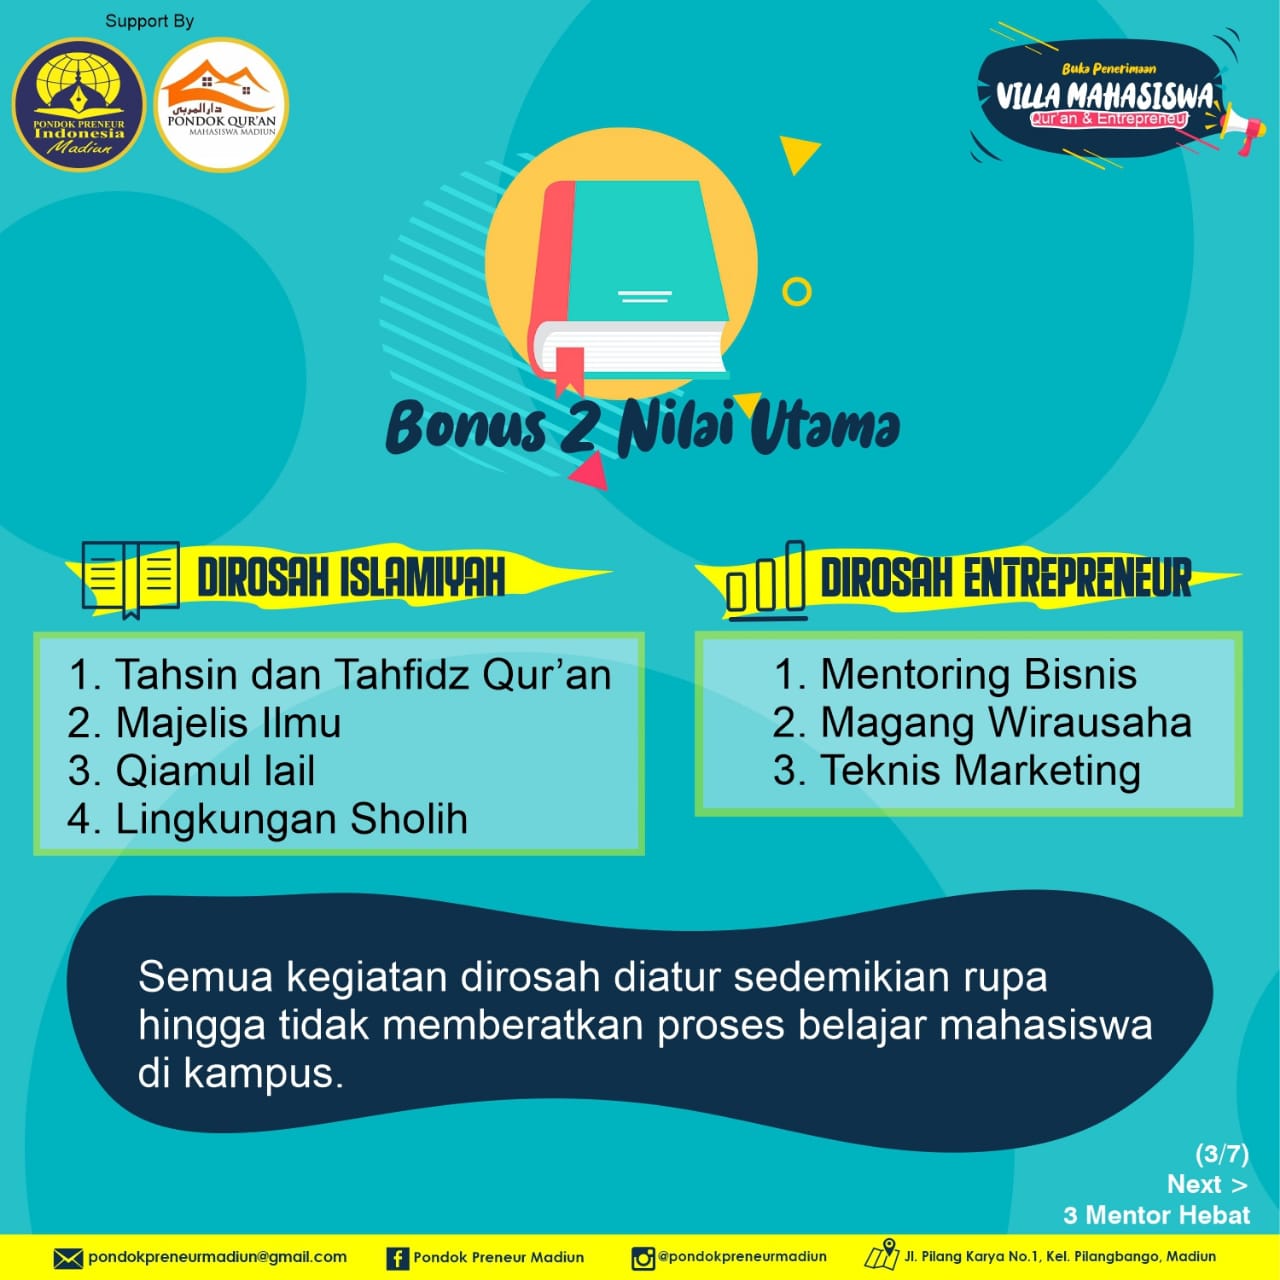 Support By
PONDOK PRENEUR
Indonesia
Madiun
دار المربي
PONDOK QUR'AN
MAHASISWA MADIUN
Buka Penerimaan
VILLA MAHASISWA
Qur'an & Entrepreneu
Bonus 2 Nilai Utama
DIROSAH ISLAMIYAH
1. Tahsin dan Tahfidz Qur'an
2. Majelis Ilmu
3. Qiamul lail
4. Lingkungan Sholih
DIROSAH ENTREPRENEUR
1. Mentoring Bisnis
2. Magang Wirausaha
3. Teknis Marketing
Semua kegiatan dirosah diatur sedemikian rupa
hingga tidak memberatkan proses belajar mahasiswa
di kampus.
(3/7)
Next >
3 Mentor Hebat
pondokpreneurmadiun@gmail.com
Pondok Preneur Madiun
@pondokpreneurmadiun
Jl. Pilang Karya No.1, Kel. Pilangbango, Madiun